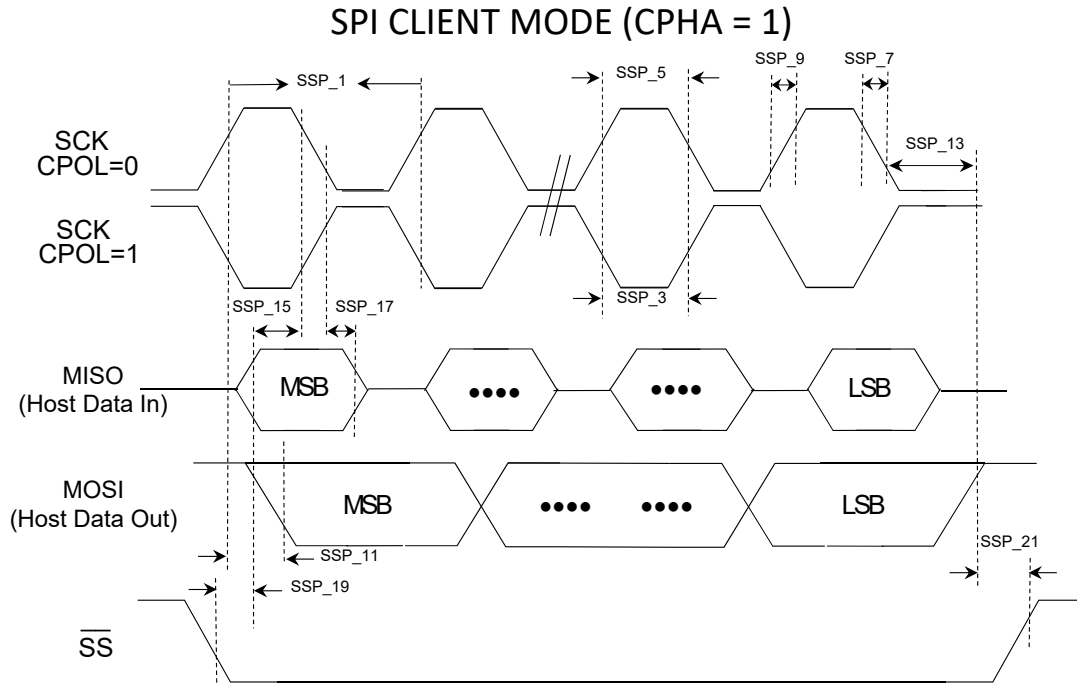 SPI CLIENT MODE (CPHA = 1)
SSP_1
SSP_5
SSP_9
SSP_7
SCK
CPOL=0
SSP_13
SCK
CPOL=1
SSP_15
SSP_17
SSP_3
MISO
(Host Data In)
MSB
LSB
MOSI
(Host Data Out)
MSB
LSB
SSP_11
SSP_21
SSP_19
SS